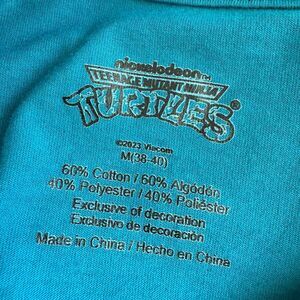 nickelodeon™
TEENAGE MUTANT NINJA
TURTLES®
©2023 Viacom
M(38-40)
60% Cotton / 60% Algodón
40% Polyester / 40% Poliéster
Exclusive of decoration
Exclusivo de decoración
Made in China / Hecho en China